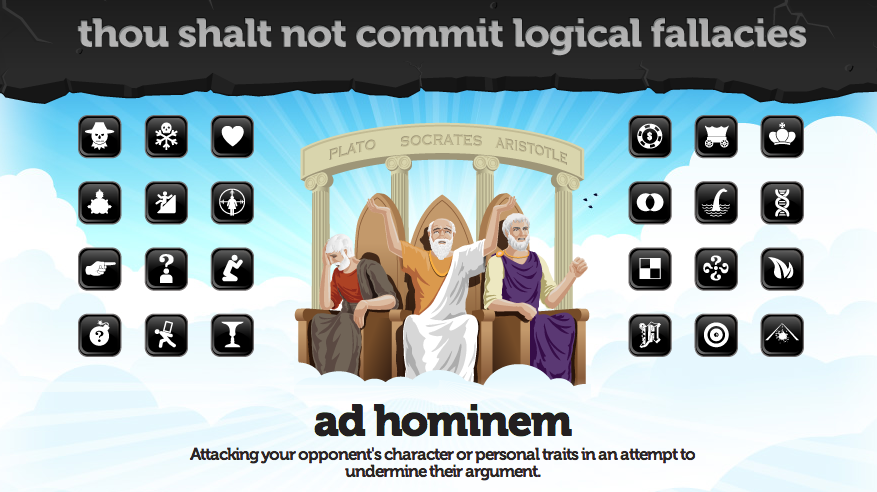 thou shalt not commit logical fallacies
PLATO SOCRATES ARISTOTLE
ad hominem
Attacking your opponent's character or personal traits in an attempt to
undermine their argument.